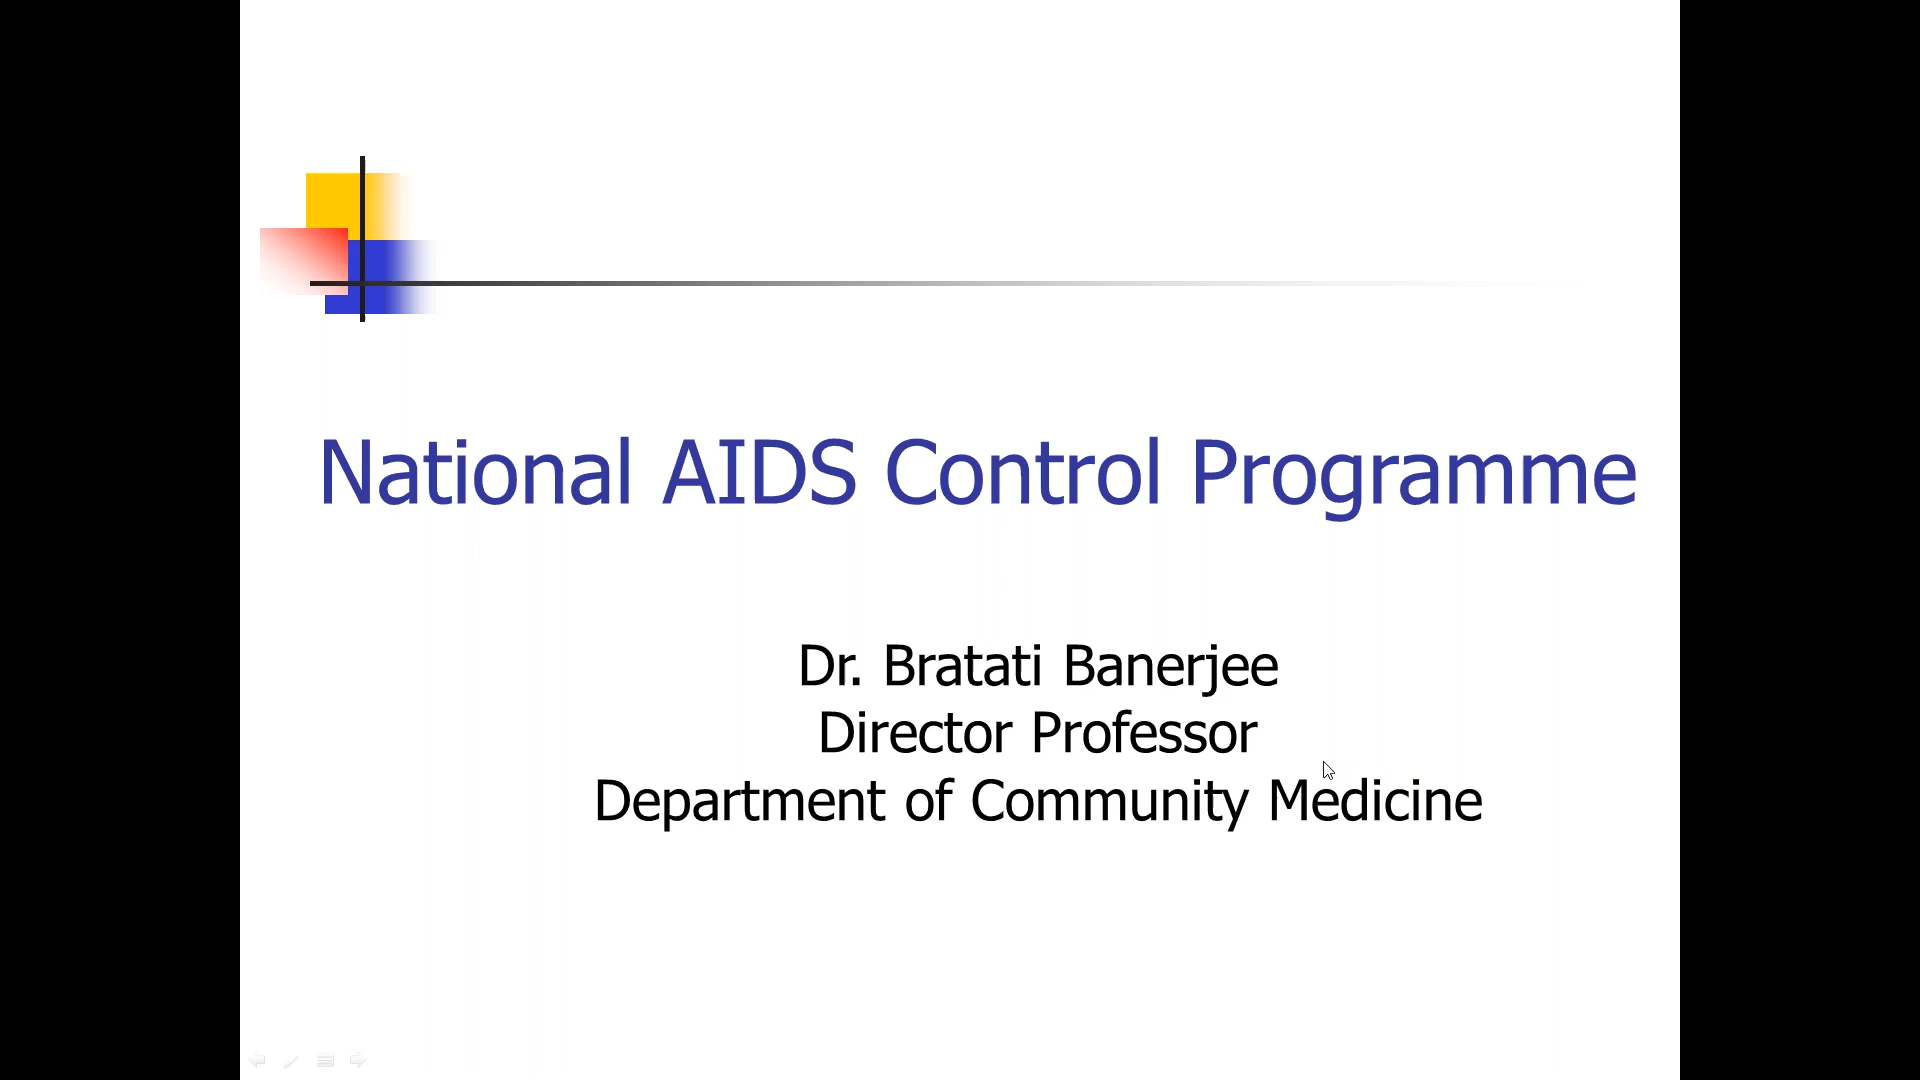 National AIDS Control Programme
Dr. Bratati Banerjee
Director Professor
Department of Community Medicine